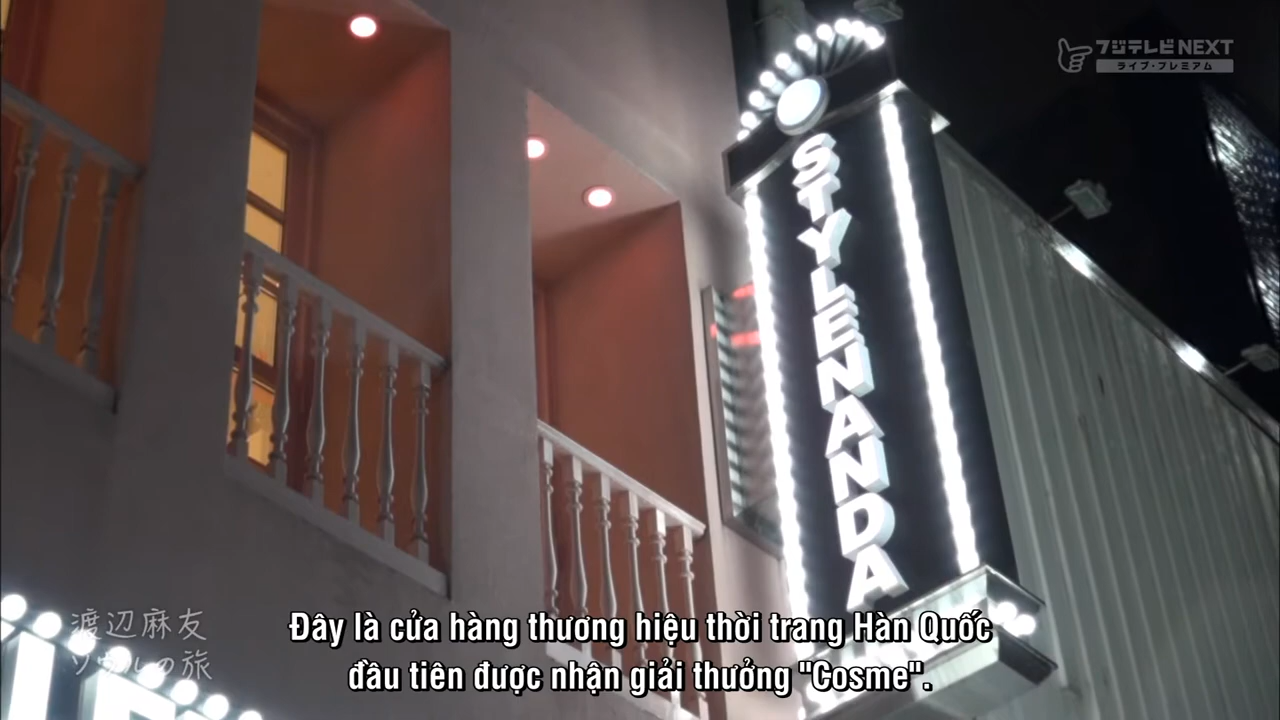 フジテレビNEXT
ライブ・プレミアム
STYLENANDA
渡辺麻友
ソウルの旅
Đây là cửa hàng thương hiệu thời trang Hàn Quốc
đầu tiên được nhận giải thưởng "Cosme".